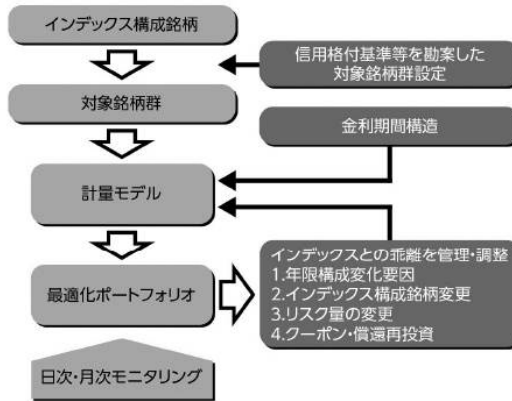 インデックス構成銘柄
信用格付基準等を勘案した
対象銘柄群設定
対象銘柄群
金利期間構造
計量モデル
最適化ポートフォリオ
インデックスとの乖離を管理・調整
1.年限構成変化要因
2.インデックス構成銘柄変更
3.リスク量の変更
4.クーポン・償還再投資
日次・月次モニタリング